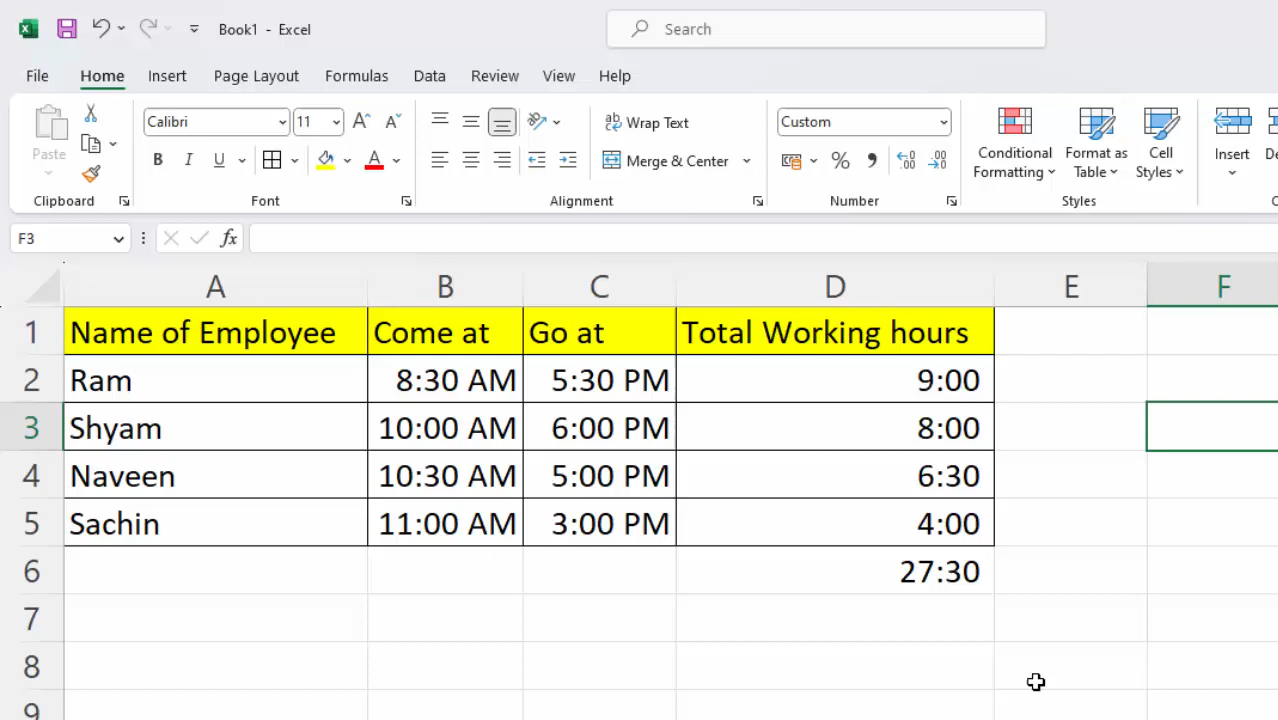 Book1 - Excel
Search
File Home Insert Page Layout Formulas Data Review View Help
Paste
Calibri 11
Wrap Text
Custom
B I U A
Merge & Center
%
Conditional Formatting
Format as Table
Cell Styles
Insert
Clipboard Font Alignment Number Styles
F3 fx
A B C D E F
1 Name of Employee Come at Go at Total Working hours
2 Ram 8:30 AM 5:30 PM 9:00
3 Shyam 10:00 AM 6:00 PM 8:00
4 Naveen 10:30 AM 5:00 PM 6:30
5 Sachin 11:00 AM 3:00 PM 4:00
6 27:30
7
8
9